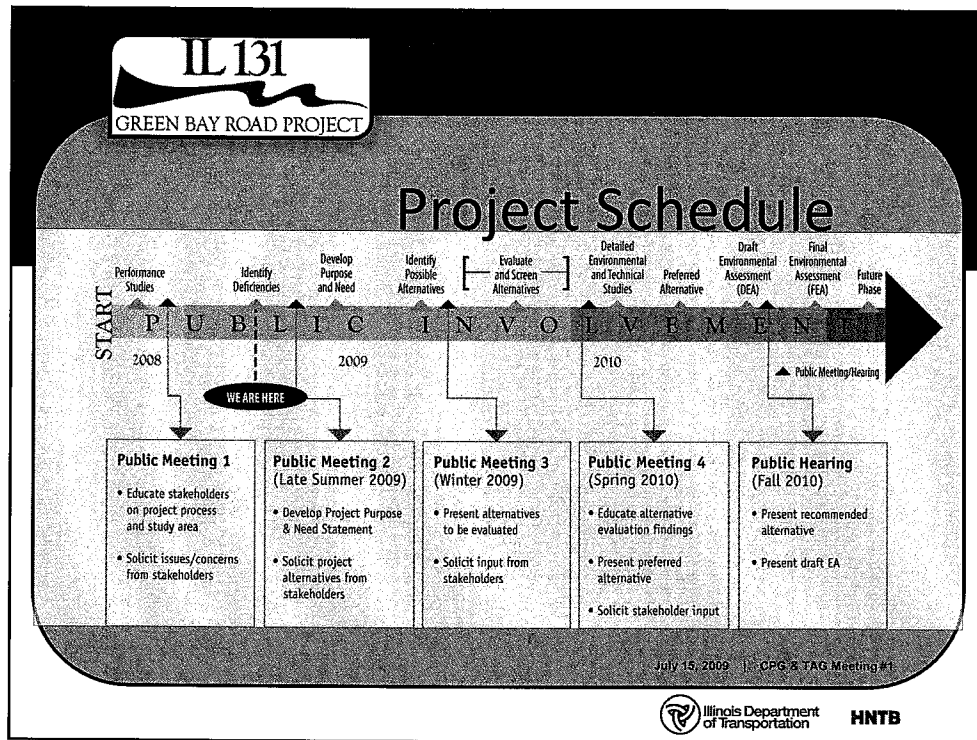 IL 131
GREEN BAY ROAD PROJECT
Project Schedule
Performance
Studies
Identify
Deficiencies
Develop
Purpose
and Need
Identify
Possible
Alternatives
Evaluate
and Screen
Alternatives
Detailed
Environmental
and Technical
Studies
Preferred
Alternative
Draft
Environmental
Assessment
(DEA)
Final
Environmental
Assessment
(FEA)
Future
Phase
START
PUBLIC INVOLVEMENT
2008
2009
2010
Public Meeting/Hearing
WE ARE HERE
Public Meeting 1
• Educate stakeholders
on project process
and study area
• Solicit issues/concerns
from stakeholders
Public Meeting 2
(Late Summer 2009)
• Develop Project Purpose
& Need Statement
• Solicit project
alternatives from
stakeholders
Public Meeting 3
(Winter 2009)
• Present alternatives
to be evaluated
• Solicit input from
stakeholders
Public Meeting 4
(Spring 2010)
• Educate alternative
evaluation findings
• Present preferred
alternative
• Solicit stakeholder input
Public Hearing
(Fall 2010)
• Present recommended
alternative
• Present draft EA
July 15, 2009 | CPG & TAG Meeting #1
Illinois Department
of Transportation
HNTB